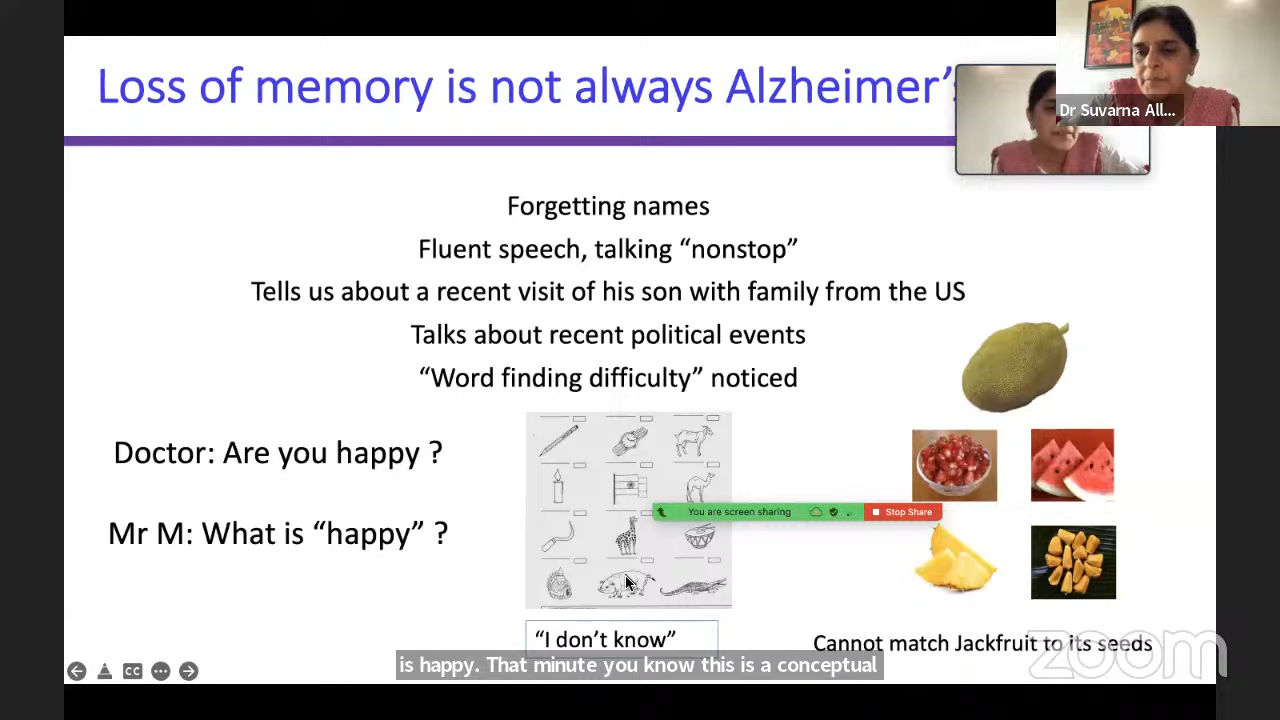 Loss of memory is not always Alzheimer's
Dr Suvarna All...
Forgetting names
Fluent speech, talking “nonstop”
Tells us about a recent visit of his son with family from the US
Talks about recent political events
“Word finding difficulty” noticed
Doctor: Are you happy ?
Mr M: What is “happy” ?
You are screen sharing
Stop Share
“I don’t know”
Cannot match Jackfruit to its seeds
is happy. That minute you know this is a conceptual
CC
zoom